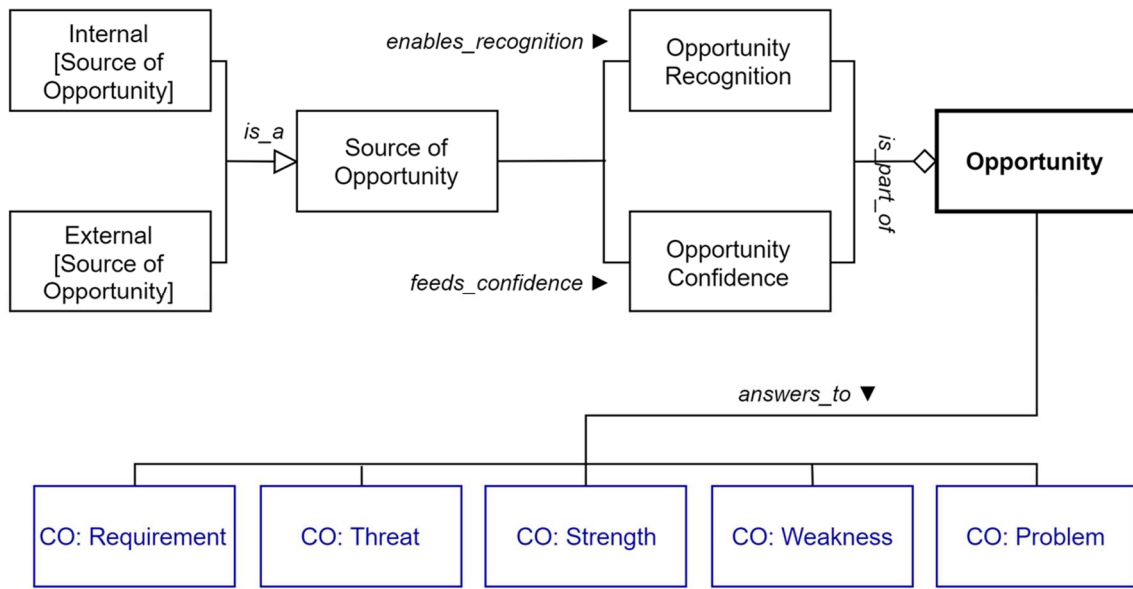 Internal
[Source of
Opportunity]
enables_recognition ►
Opportunity
Recognition
is_a
Source of
Opportunity
is_part_of
Opportunity
External
[Source of
Opportunity]
feeds_confidence ►
Opportunity
Confidence
answers_to ▼
CO: Requirement
CO: Threat
CO: Strength
CO: Weakness
CO: Problem